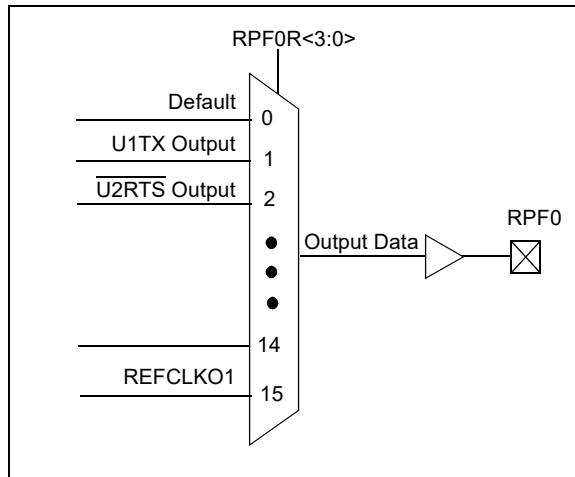 RPF0R<3:0>
Default
0
U1TX Output
1
U2RTS Output
2
RPF0
Output Data
14
REFCLKO1
15